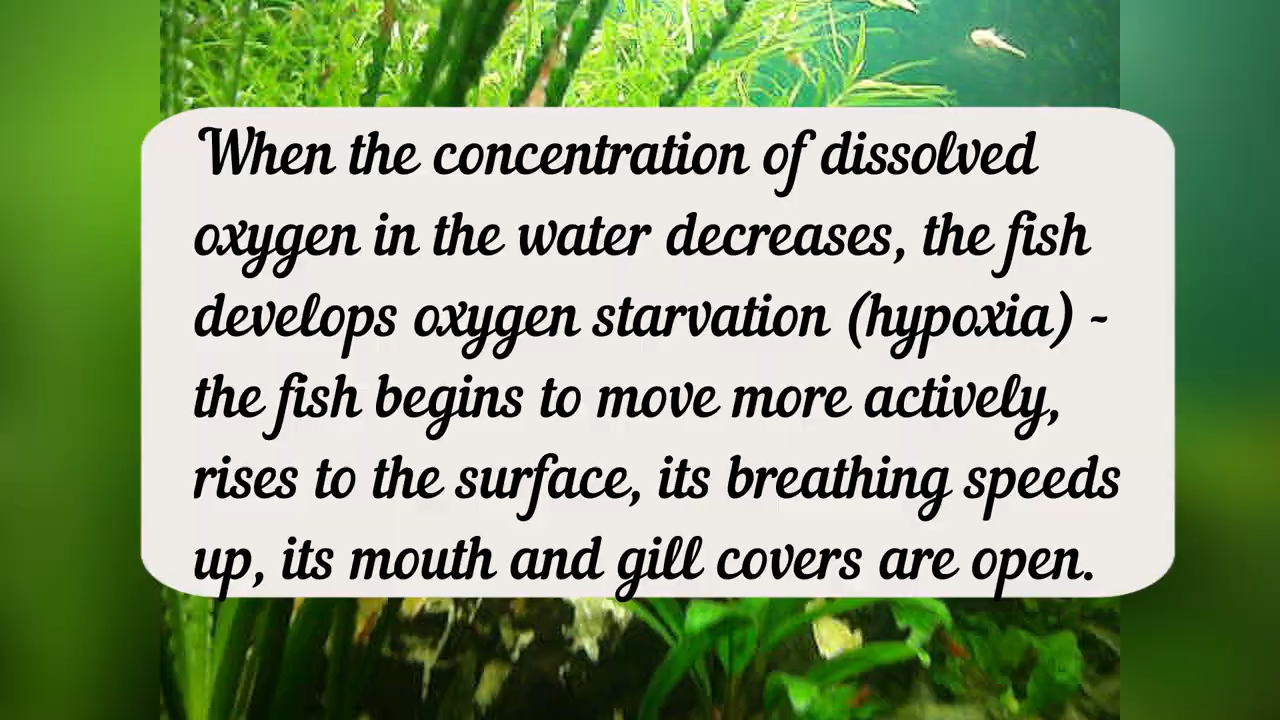 When the concentration of dissolved
oxygen in the water decreases, the fish
develops oxygen starvation (hypoxia) -
the fish begins to move more actively,
rises to the surface, its breathing speeds
up, its mouth and gill covers are open.